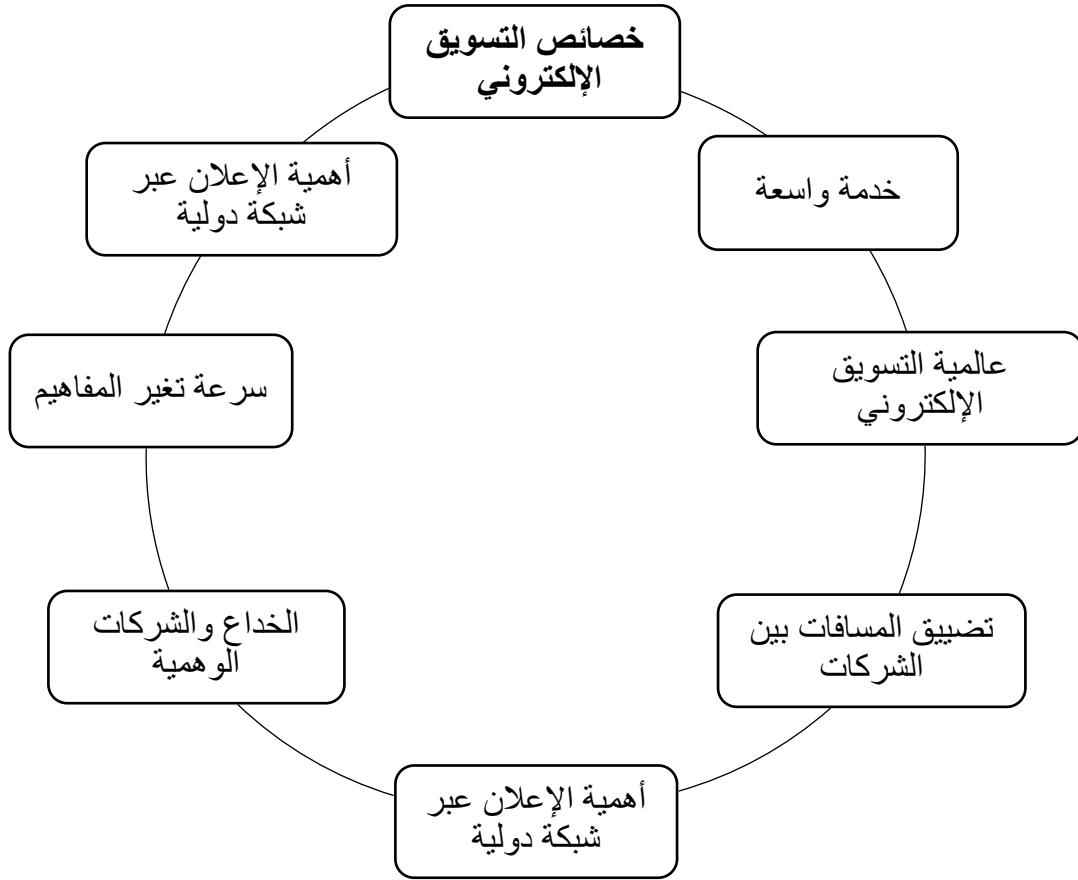 خصائص التسويق
الإلكتروني
خدمة واسعة
عالمية التسويق
الإلكتروني
تضييق المسافات بين
الشركات
أهمية الإعلان عبر
شبكة دولية
الخداع والشركات
الوهمية
سرعة تغير المفاهيم
أهمية الإعلان عبر
شبكة دولية